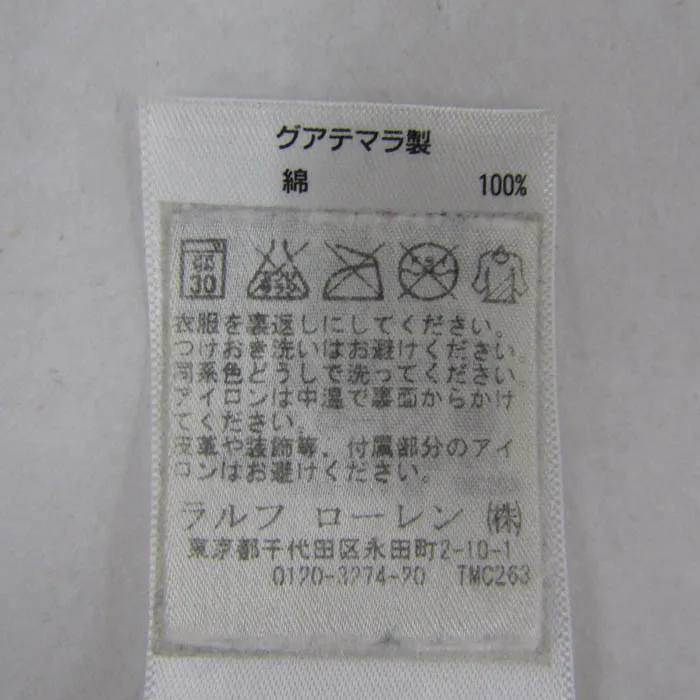 グアテマラ製
綿 100%
30
衣服を裏返しにしてください。
つけおき洗いはお避けください。
同系色どうしで洗ってください。
アイロンは中温で裏面からかけ
てください。
皮革や装飾等、付属部分のアイ
ロンはお避けください。
ラルフ ローレン（株）
東京都千代田区永田町2-10-1
0120-3274-20 TMC263